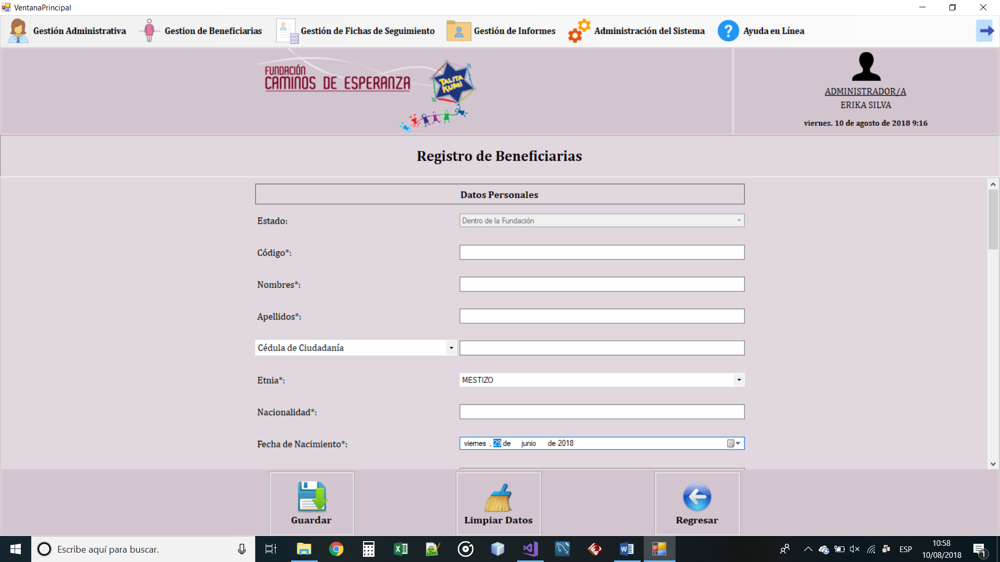 VentanaPrincipal
Gestión Administrativa
Gestion de Beneficiarias
Gestión de Fichas de Seguimiento
Gestión de Informes
Administración del Sistema
? Ayuda en Línea
FUNDACIÓN
CAMINOS DE ESPERANZA
TALITA
KUMI
ADMINISTRADOR/A
ERIKA SILVA
viernes, 10 de agosto de 2018 9:16
Registro de Beneficiarias
Datos Personales
Estado: Dentro de la Fundación
Código*:
Nombres*:
Apellidos*:
Cédula de Ciudadanía
Etnia*: MESTIZO
Nacionalidad*:
Fecha de Nacimiento*: viernes , 29 de junio de 2018
Guardar
Limpiar Datos
Regresar
Escribe aquí para buscar.
ESP
10:58
10/08/2018
1